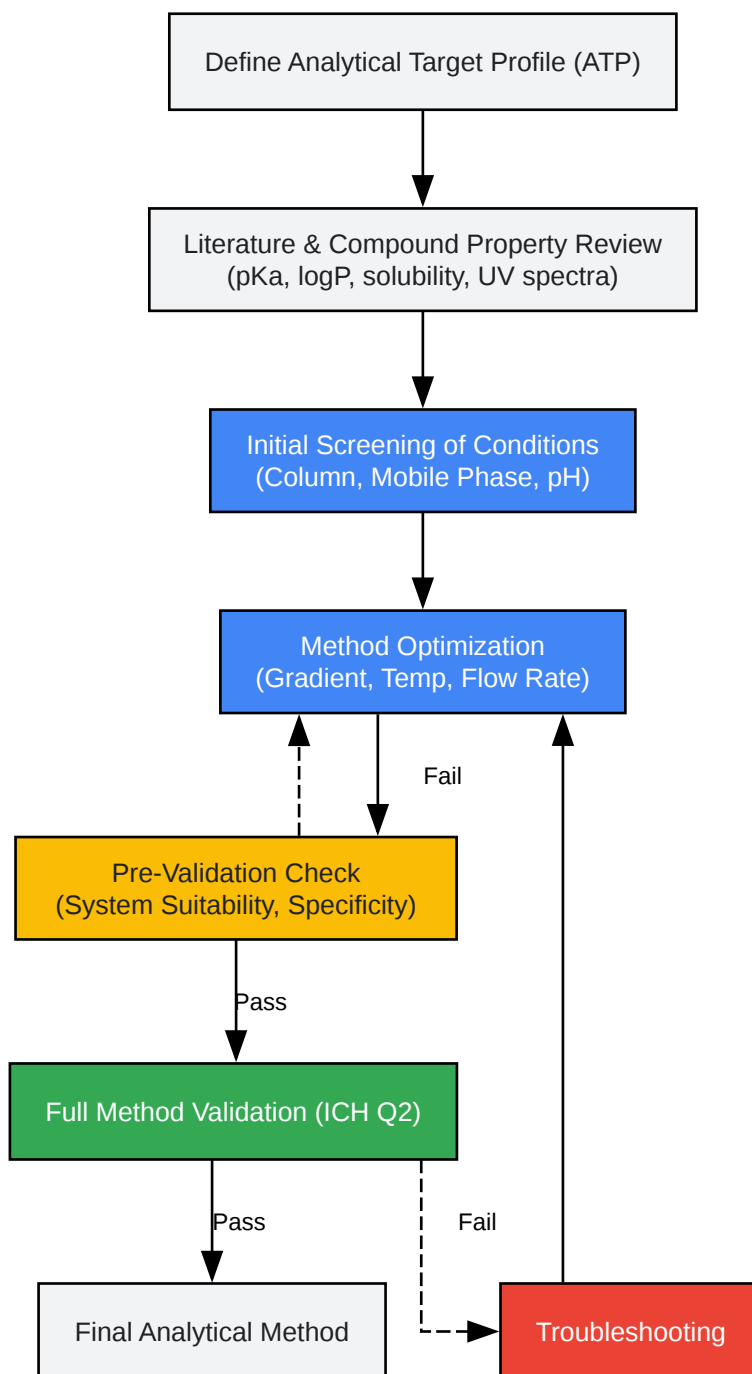 Define Analytical Target Profile (ATP)
Literature & Compound Property Review
(pKa, logP, solubility, UV spectra)
Initial Screening of Conditions
(Column, Mobile Phase, pH)
Method Optimization
(Gradient, Temp, Flow Rate)
Fail
Pre-Validation Check
(System Suitability, Specificity)
Pass
Full Method Validation (ICH Q2)
Pass
Fail
Final Analytical Method
Troubleshooting